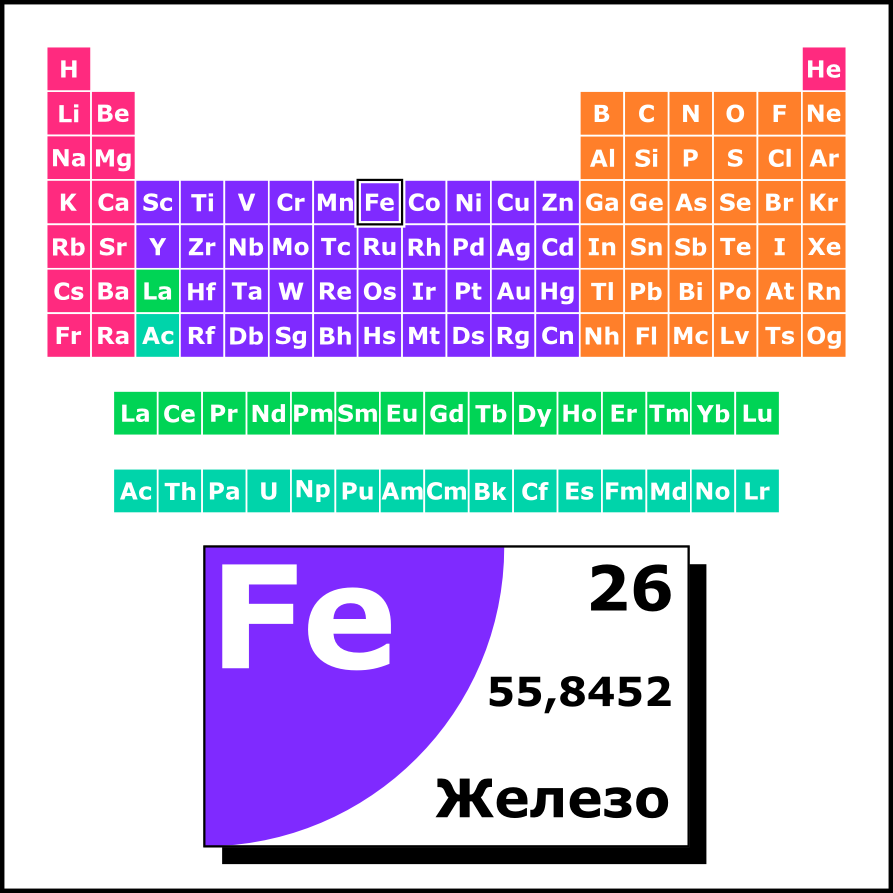 H He
Li Be B C N O F Ne
Na Mg Al Si P S Cl Ar
K Ca Sc Ti V Cr Mn Fe Co Ni Cu Zn Ga Ge As Se Br Kr
Rb Sr Y Zr Nb Mo Tc Ru Rh Pd Ag Cd In Sn Sb Te I Xe
Cs Ba La Hf Ta W Re Os Ir Pt Au Hg Tl Pb Bi Po At Rn
Fr Ra Ac Rf Db Sg Bh Hs Mt Ds Rg Cn Nh Fl Mc Lv Ts Og
La Ce Pr Nd Pm Sm Eu Gd Tb Dy Ho Er Tm Yb Lu
Ac Th Pa U Np Pu Am Cm Bk Cf Es Fm Md No Lr
Fe 26
55,8452
Железо